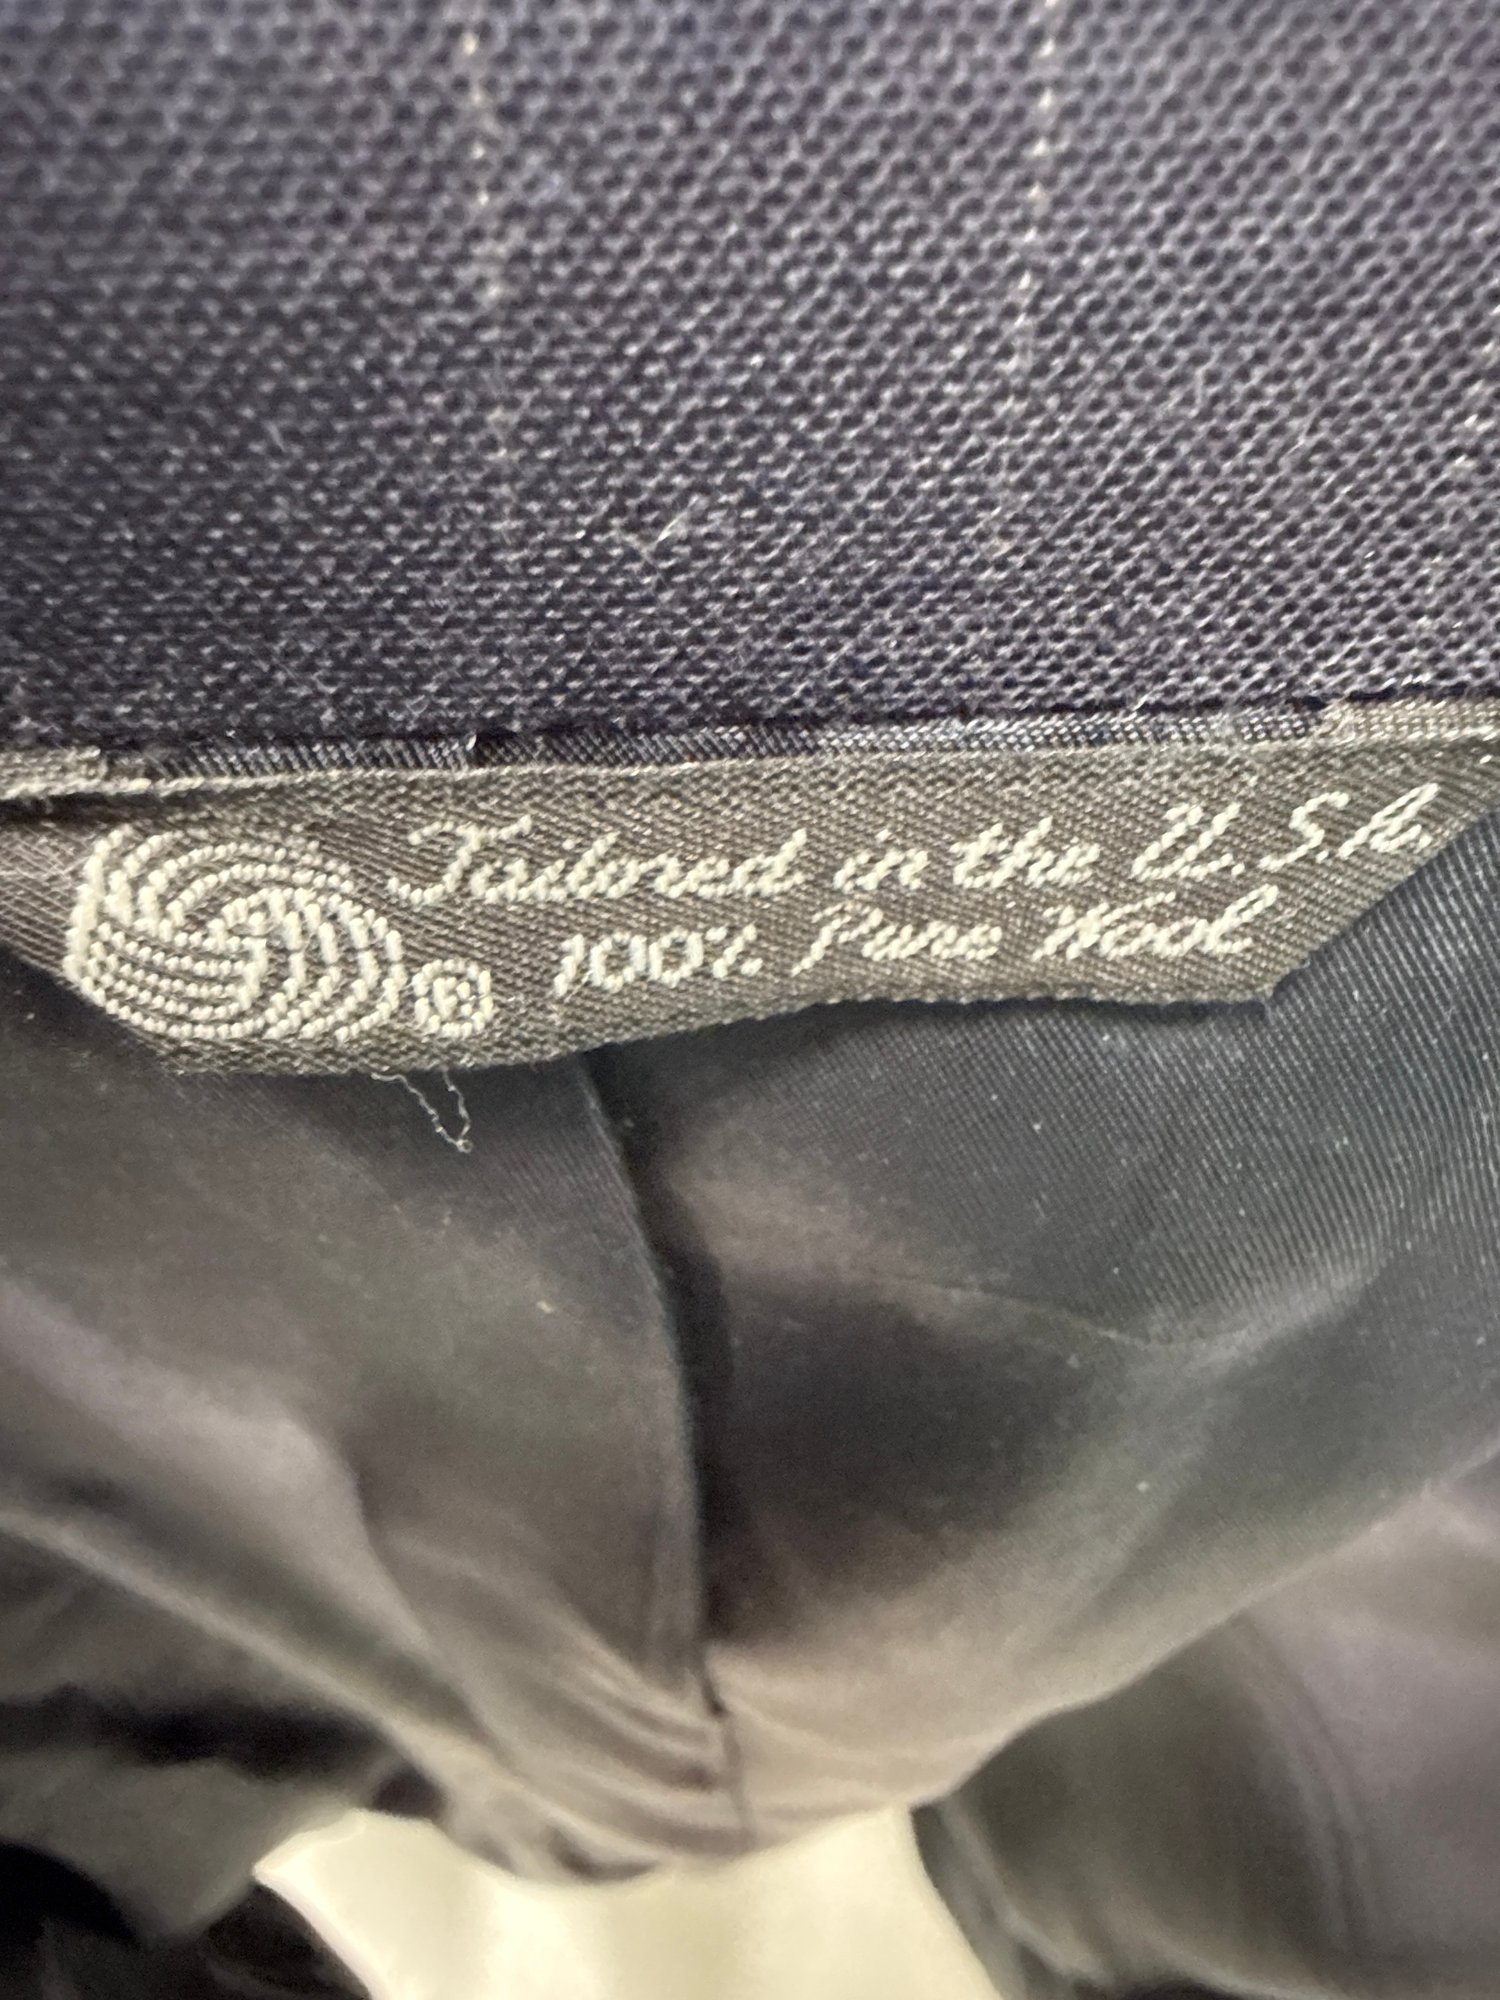 Tailored in the U.S.A.
® 100% Pure Wool